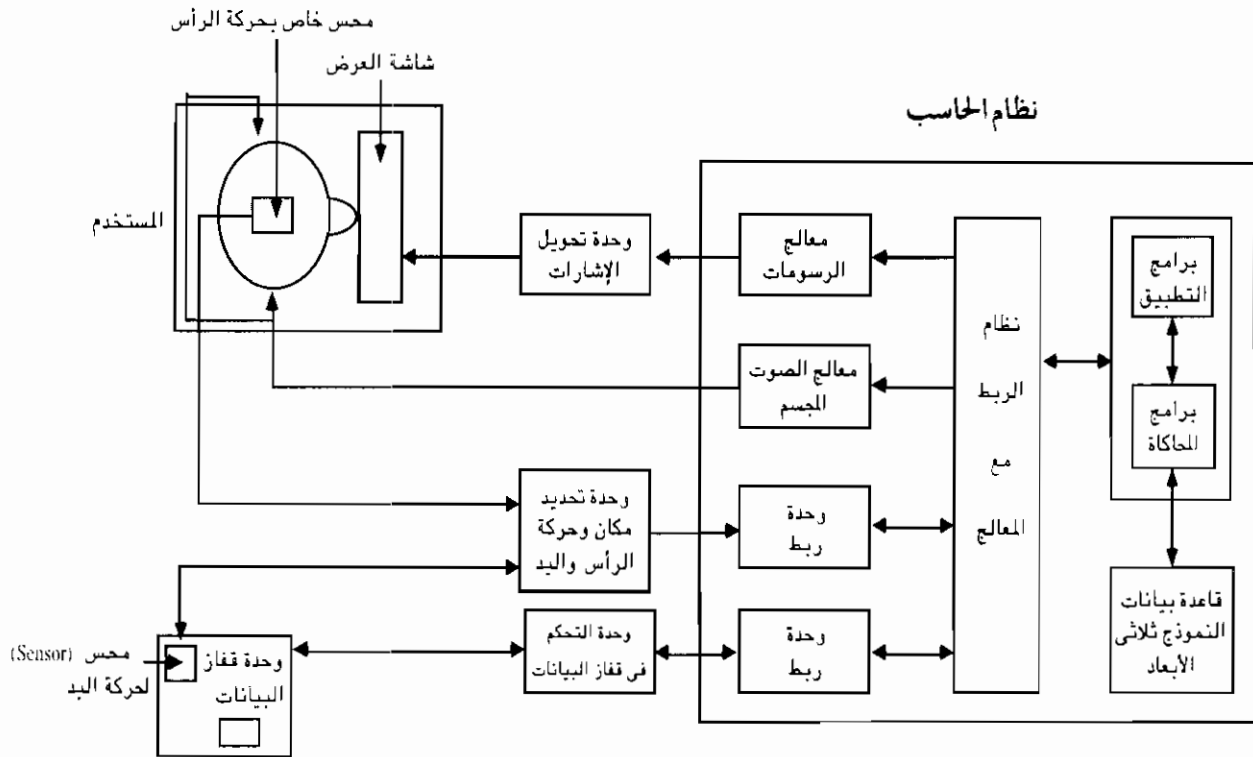 محس خاص بحركة الرأس
شاشة العرض
نظام الحاسب
المستخدم
وحدة تحويل
الإشارات
معالج
الرسومات
برامج
التطبيق
نظام
الربط
مع
المعالج
معالج الصوت
المجسم
برامج
المحاكاة
وحدة تحديد
مكان وحركة
الرأس واليد
وحدة
ربط
قاعدة بيانات
النموذج ثلاثى
الأبعاد
وحدة التحكم
فى قفاز البيانات
وحدة
ربط
محس (Sensor)
لحركة اليد
وحدة قفاز
البيانات